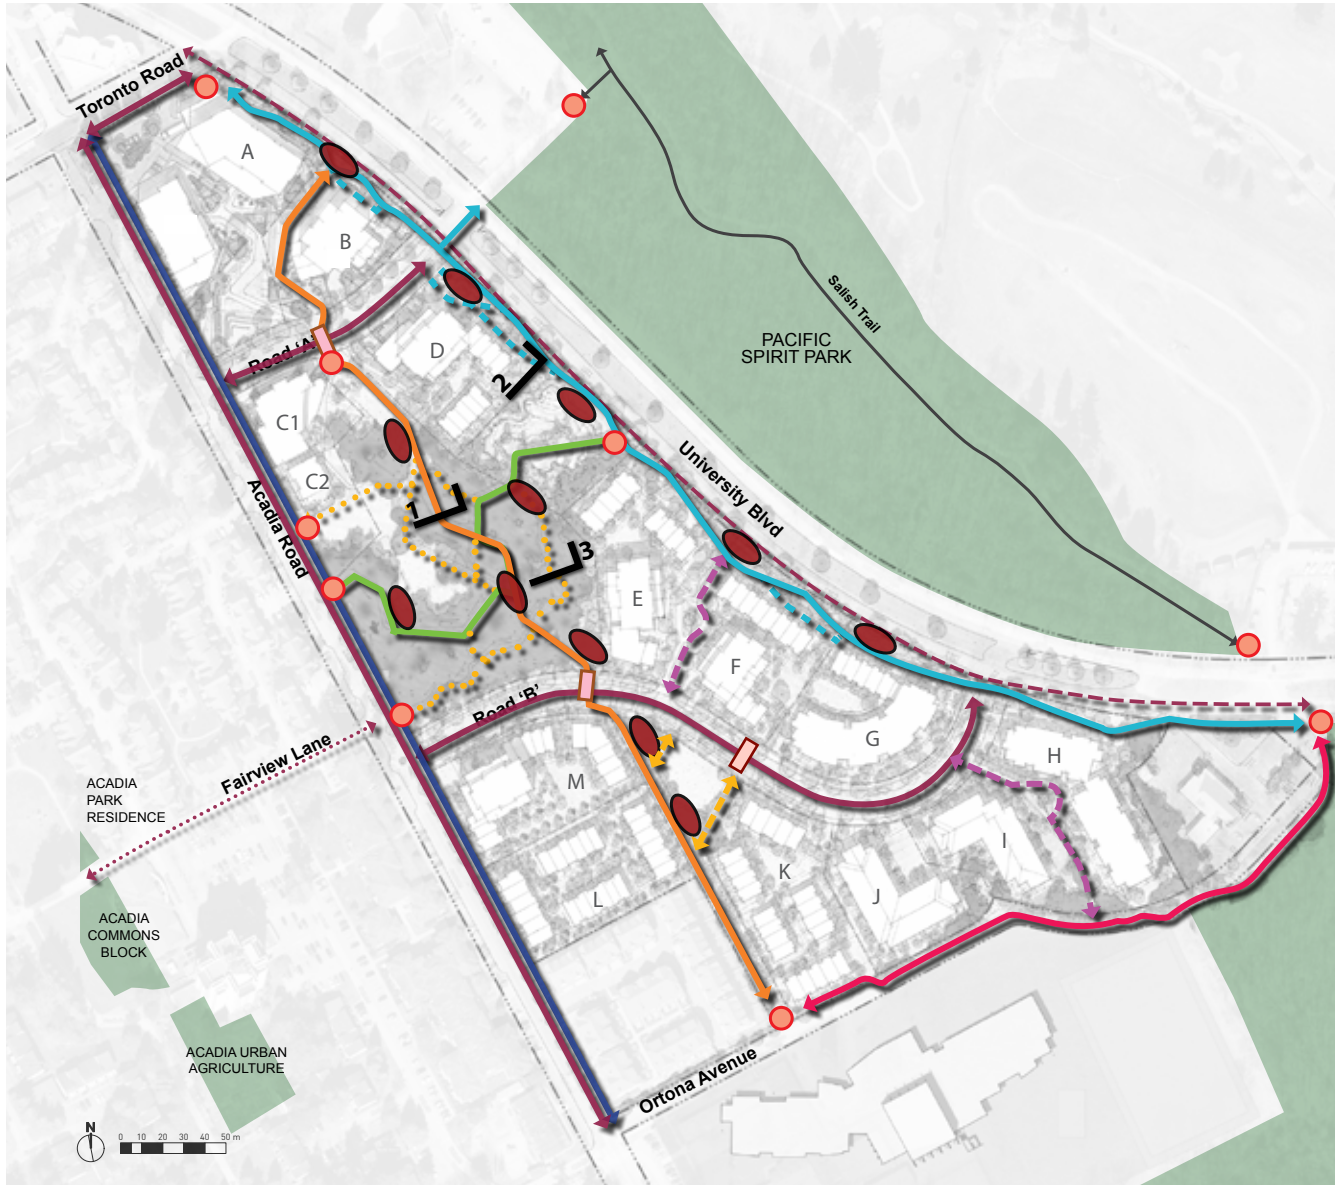 Toronto Road
A
B
Salish Trail
PACIFIC
SPIRIT PARK
Road 'A'
D
2
C1
C2
University Blvd
Acadia Road
1
3
E
F
Road 'B'
G
H
Fairview Lane
ACADIA
PARK
RESIDENCE
M
I
K
J
L
ACADIA
COMMONS
BLOCK
ACADIA URBAN
AGRICULTURE
Ortona Avenue
N
0 10 20 30 40 50 m